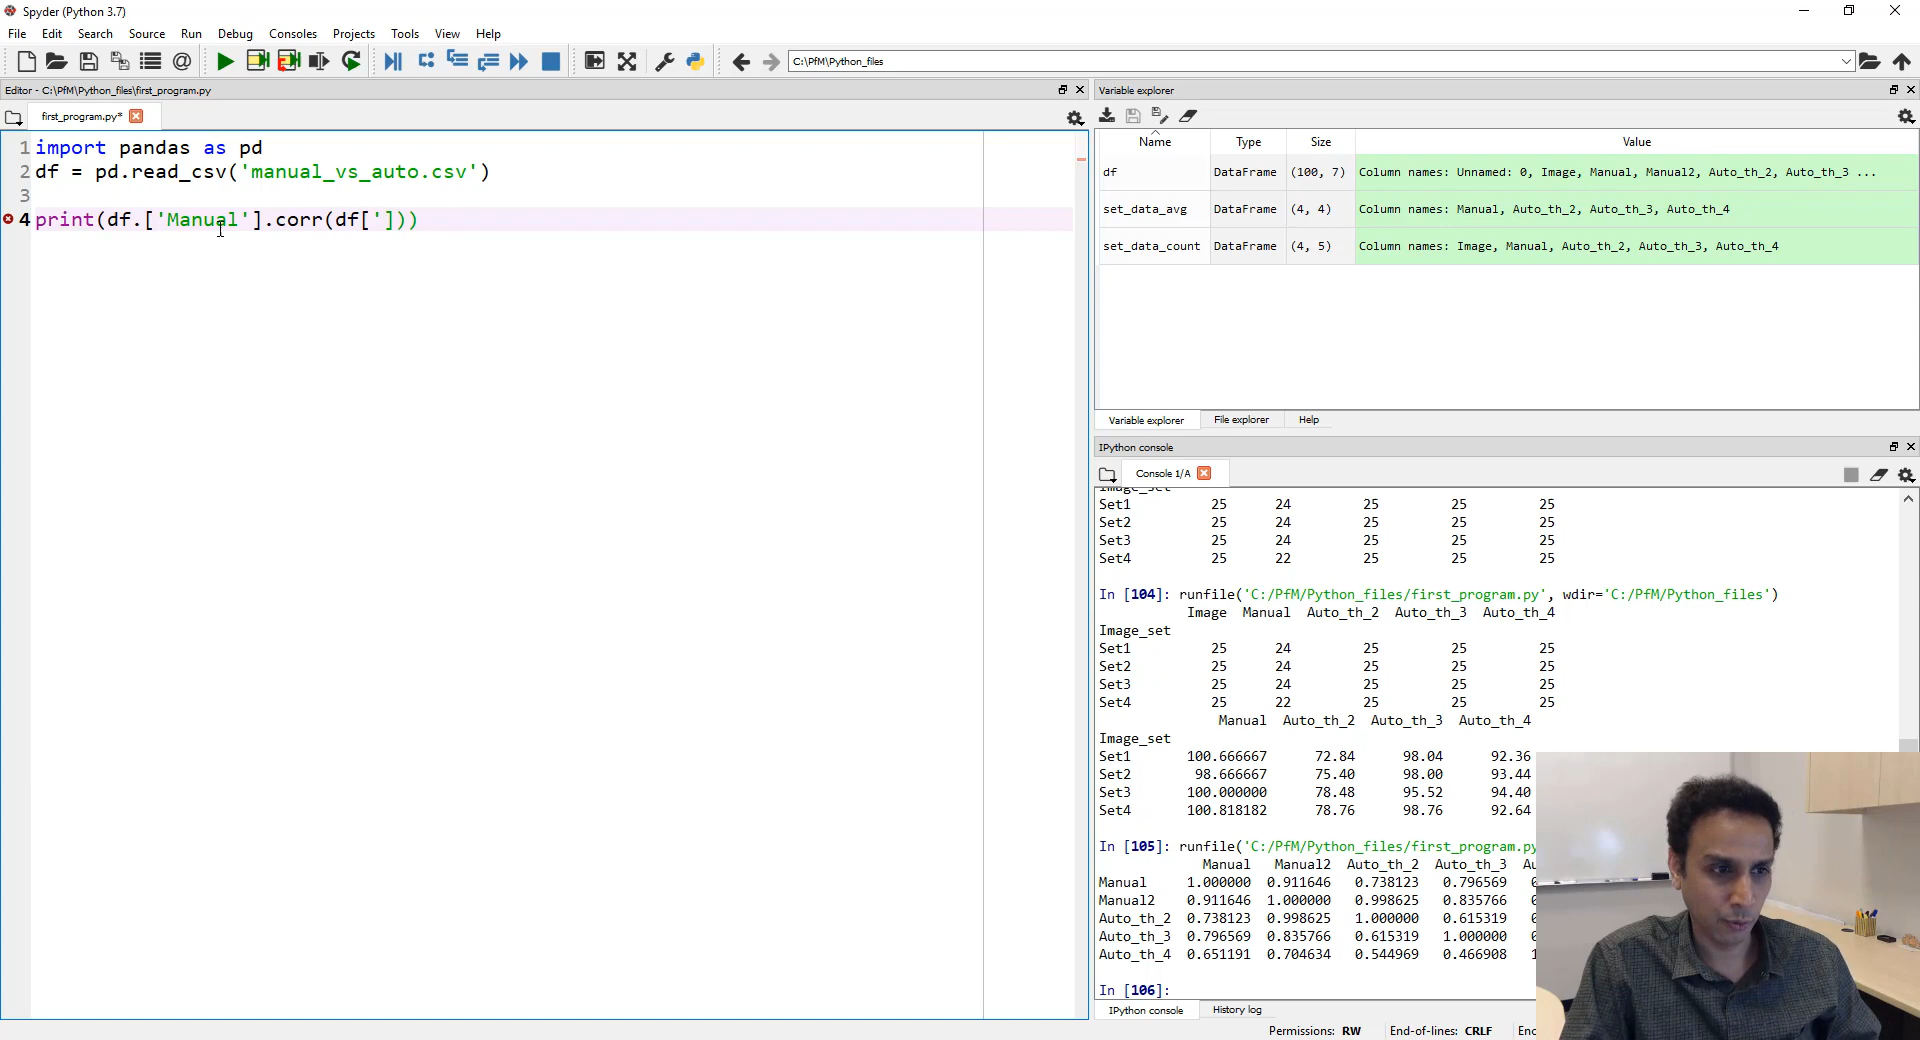 Spyder (Python 3.7)
File Edit Search Source Run Debug Consoles Projects Tools View Help
C:\PfM\Python_files
Editor - C:\PfM\Python_files\first_program.py
first_program.py*
1 import pandas as pd
2 df = pd.read_csv('manual_vs_auto.csv')
3
4 print(df.['Manual'].corr(df[']))
Variable explorer
Name Type Size Value
df DataFrame (100, 7) Column names: Unnamed: 0, Image, Manual, Manual2, Auto_th_2, Auto_th_3 ...
set_data_avg DataFrame (4, 4) Column names: Manual, Auto_th_2, Auto_th_3, Auto_th_4
set_data_count DataFrame (4, 5) Column names: Image, Manual, Auto_th_2, Auto_th_3, Auto_th_4
Variable explorer File explorer Help
IPython console
Console 1/A
Image_set
Set1 25 24 25 25 25
Set2 25 24 25 25 25
Set3 25 24 25 25 25
Set4 25 22 25 25 25
In [104]: runfile('C:/PfM/Python_files/first_program.py', wdir='C:/PfM/Python_files')
Image Manual Auto_th_2 Auto_th_3 Auto_th_4
Image_set
Set1 25 24 25 25 25
Set2 25 24 25 25 25
Set3 25 24 25 25 25
Set4 25 22 25 25 25
Manual Auto_th_2 Auto_th_3 Auto_th_4
Image_set
Set1 100.666667 72.84 98.04 92.36
Set2 98.666667 75.40 98.00 93.44
Set3 100.000000 78.48 95.52 94.40
Set4 100.818182 78.76 98.76 92.64
In [105]: runfile('C:/PfM/Python_files/first_program.py
Manual Manual2 Auto_th_2 Auto_th_3
Manual 1.000000 0.911646 0.738123 0.796569
Manual2 0.911646 1.000000 0.998625 0.835766
Auto_th_2 0.738123 0.998625 1.000000 0.615319
Auto_th_3 0.796569 0.835766 0.615319 1.000000
Auto_th_4 0.651191 0.704634 0.544969 0.466908
In [106]:
IPython console History log
Permissions: RW End-of-lines: CRLF